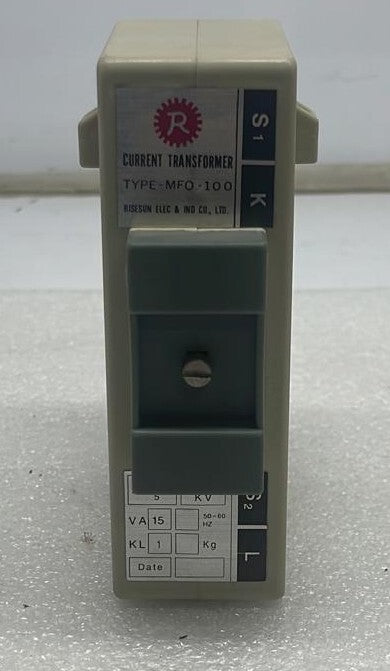 R
S1
CURRENT TRANSFORMER
TYPE-MFO-100
K
RISESUN ELEC & IND CO., LTD.
5 KV
S2
VA 15 50-60 HZ
KL 1 Kg
L
Date